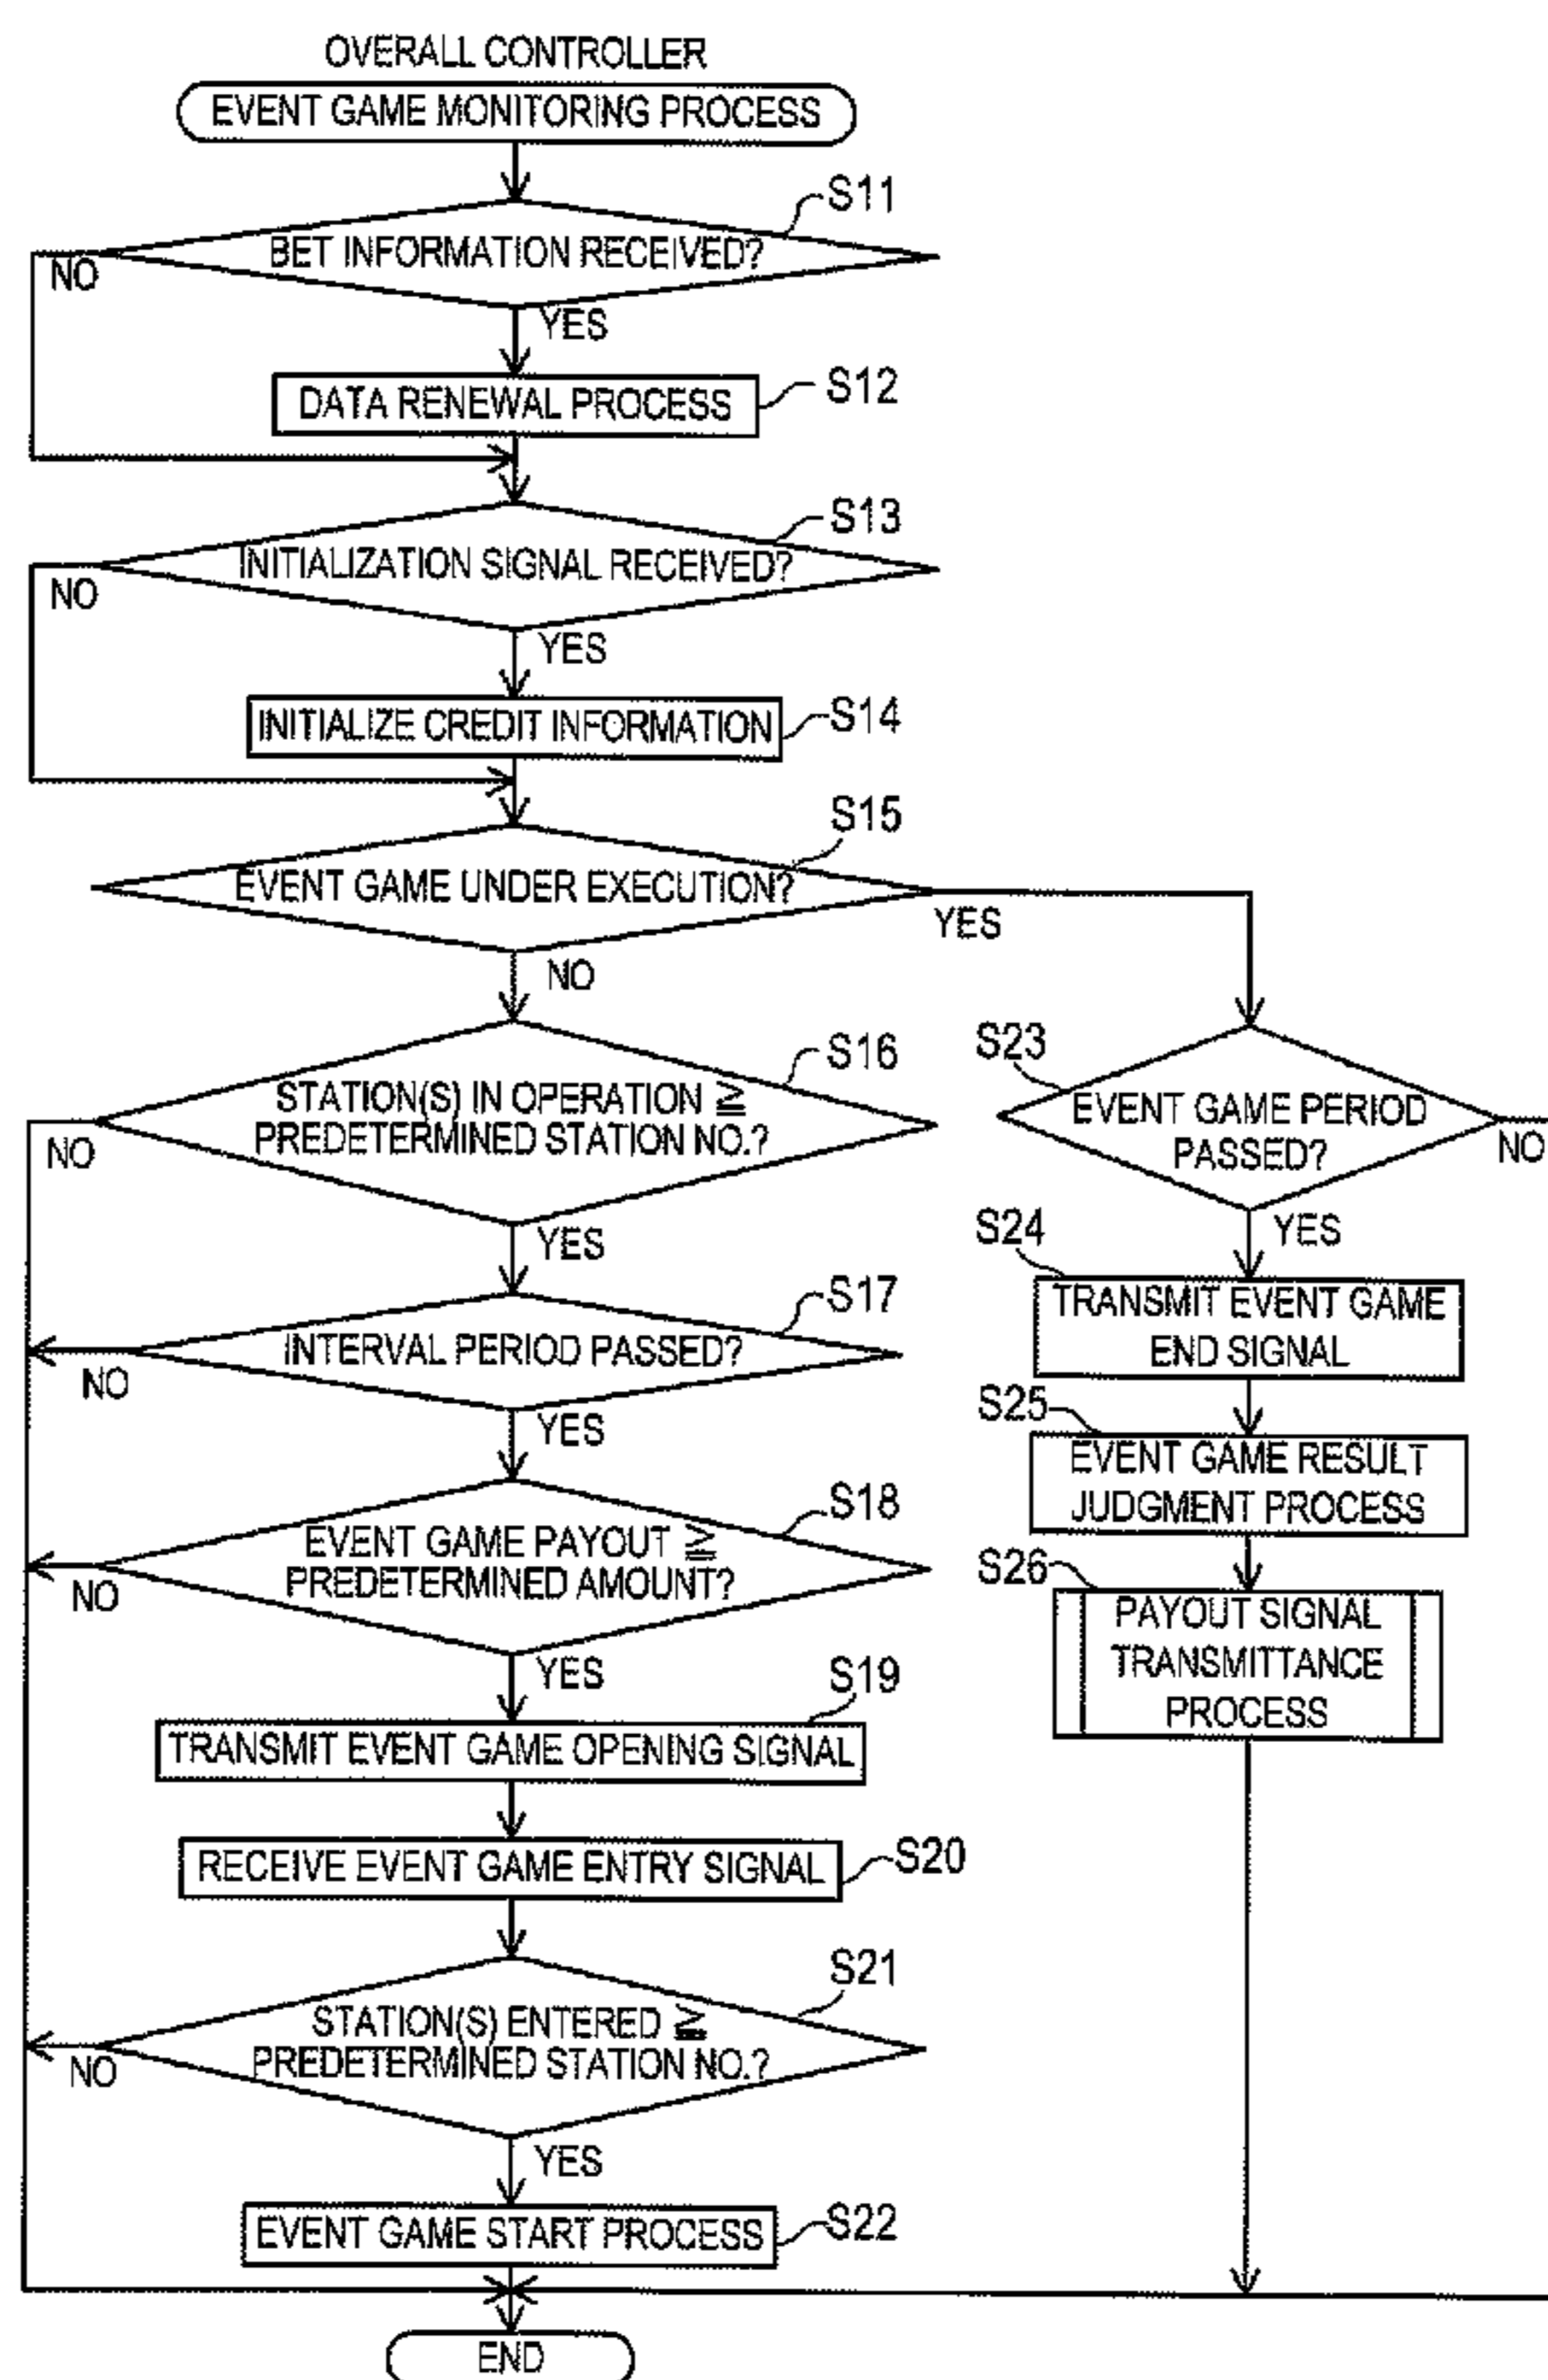 OVERALL CONTROLLER
EVENT GAME MONITORING PROCESS
S11
BET INFORMATION RECEIVED?
NO
YES
DATA RENEWAL PROCESS
S12
S13
INITIALIZATION SIGNAL RECEIVED?
NO
YES
INITIALIZE CREDIT INFORMATION
S14
S15
EVENT GAME UNDER EXECUTION?
YES
NO
S16
STATION(S) IN OPERATION ≧
PREDETERMINED STATION NO.?
NO
YES
S17
INTERVAL PERIOD PASSED?
NO
YES
S18
EVENT GAME PAYOUT ≧
PREDETERMINED AMOUNT?
NO
YES
S19
TRANSMIT EVENT GAME OPENING SIGNAL
RECEIVE EVENT GAME ENTRY SIGNAL
S20
S21
STATION(S) ENTERED ≧
PREDETERMINED STATION NO.?
NO
YES
EVENT GAME START PROCESS
S22
S23
EVENT GAME PERIOD
PASSED?
NO
YES
S24
TRANSMIT EVENT GAME
END SIGNAL
S25
EVENT GAME RESULT
JUDGMENT PROCESS
S26
PAYOUT SIGNAL
TRANSMITTANCE
PROCESS
END